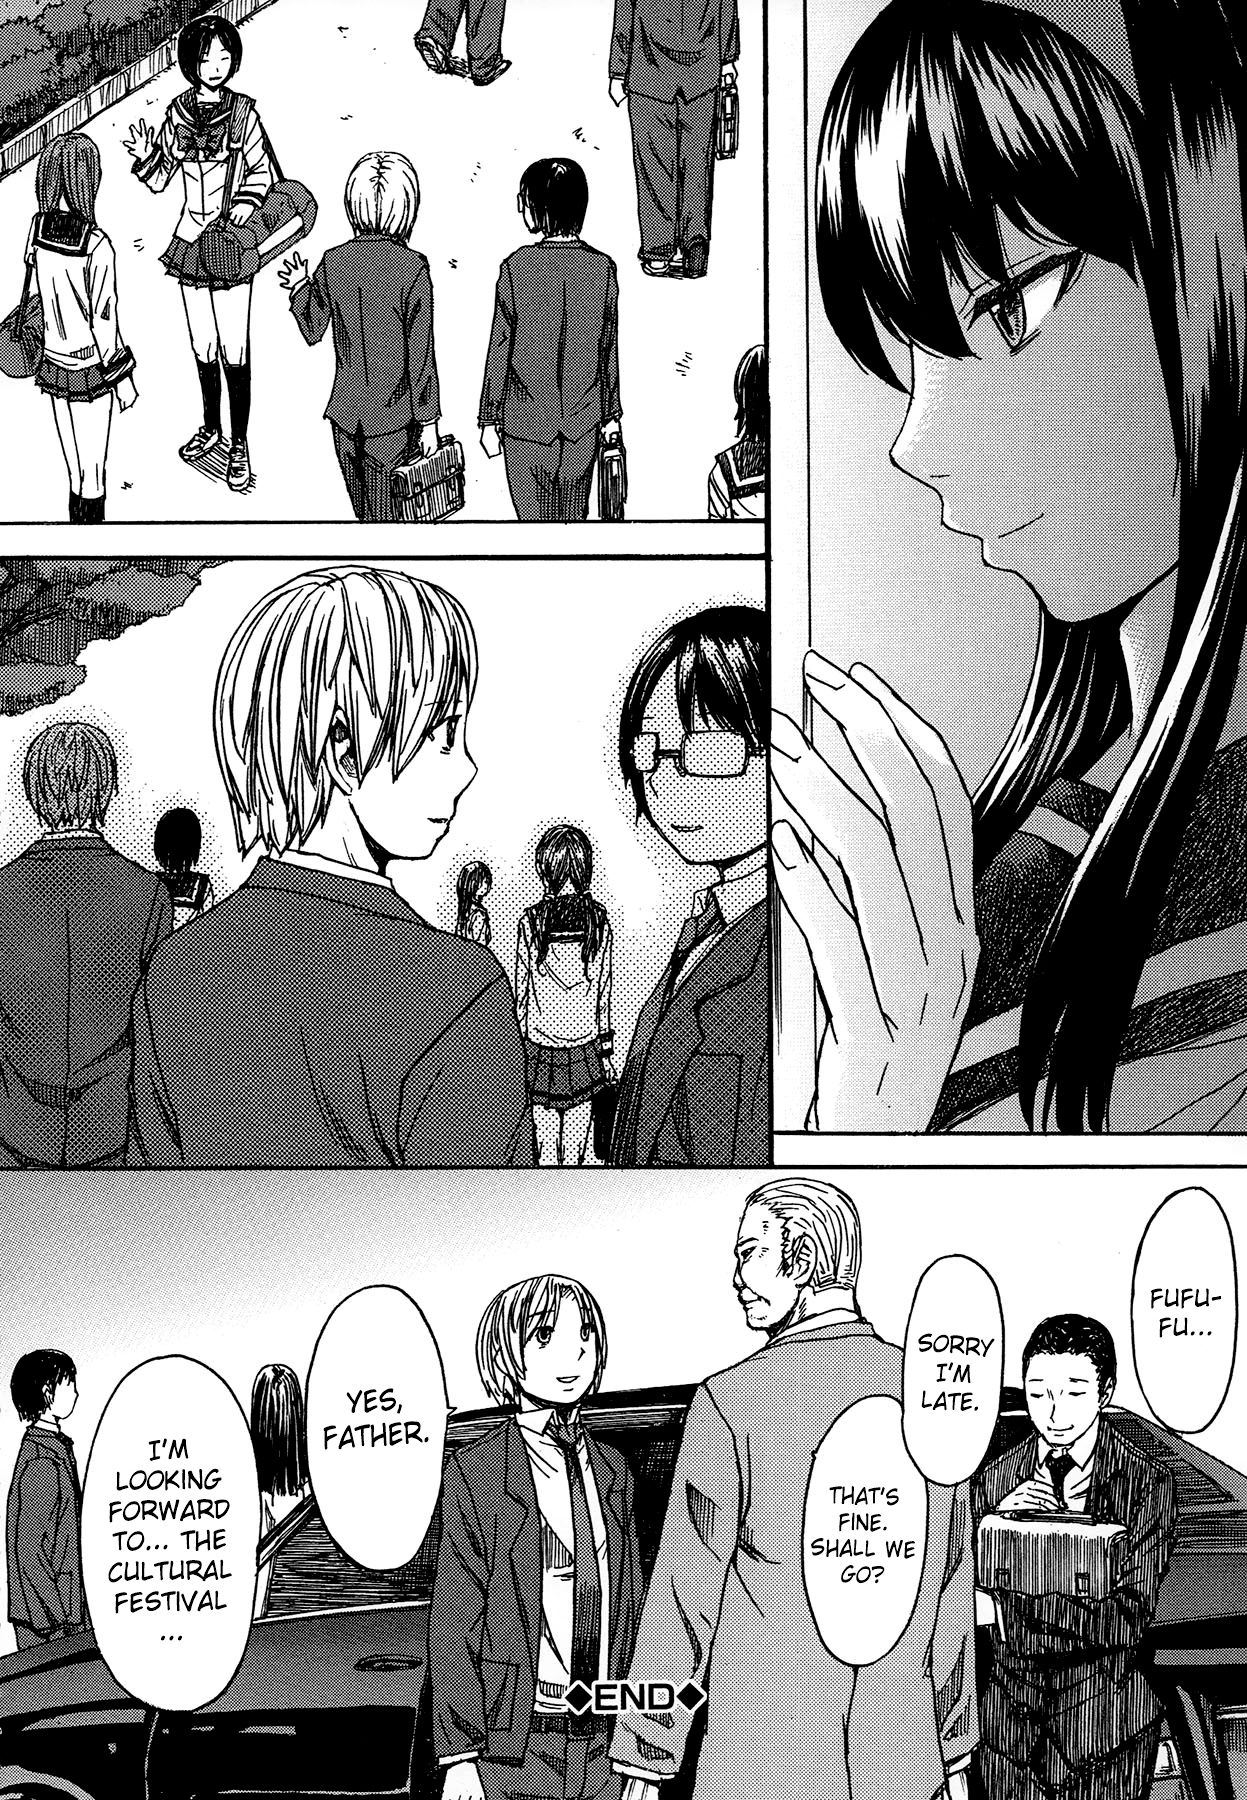 FUFU-
FU...
SORRY
I'M
LATE.
THAT'S
FINE.
SHALL WE
GO?
YES,
FATHER.
I'M
LOOKING
FORWARD
TO... THE
CULTURAL
FESTIVAL
...
◆END◆